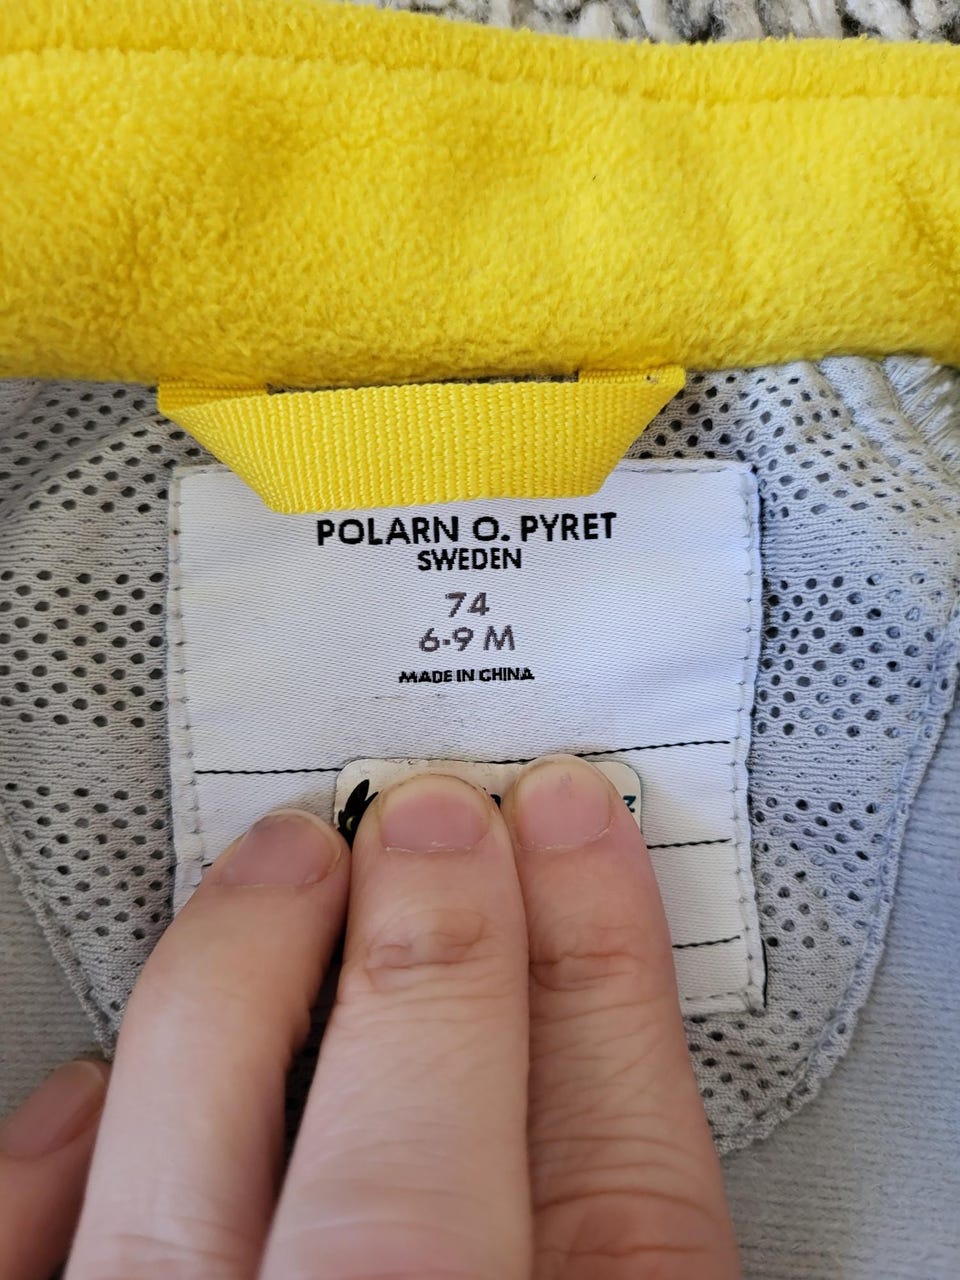 POLARN O. PYRET
SWEDEN
74
6-9 M
MADE IN CHINA